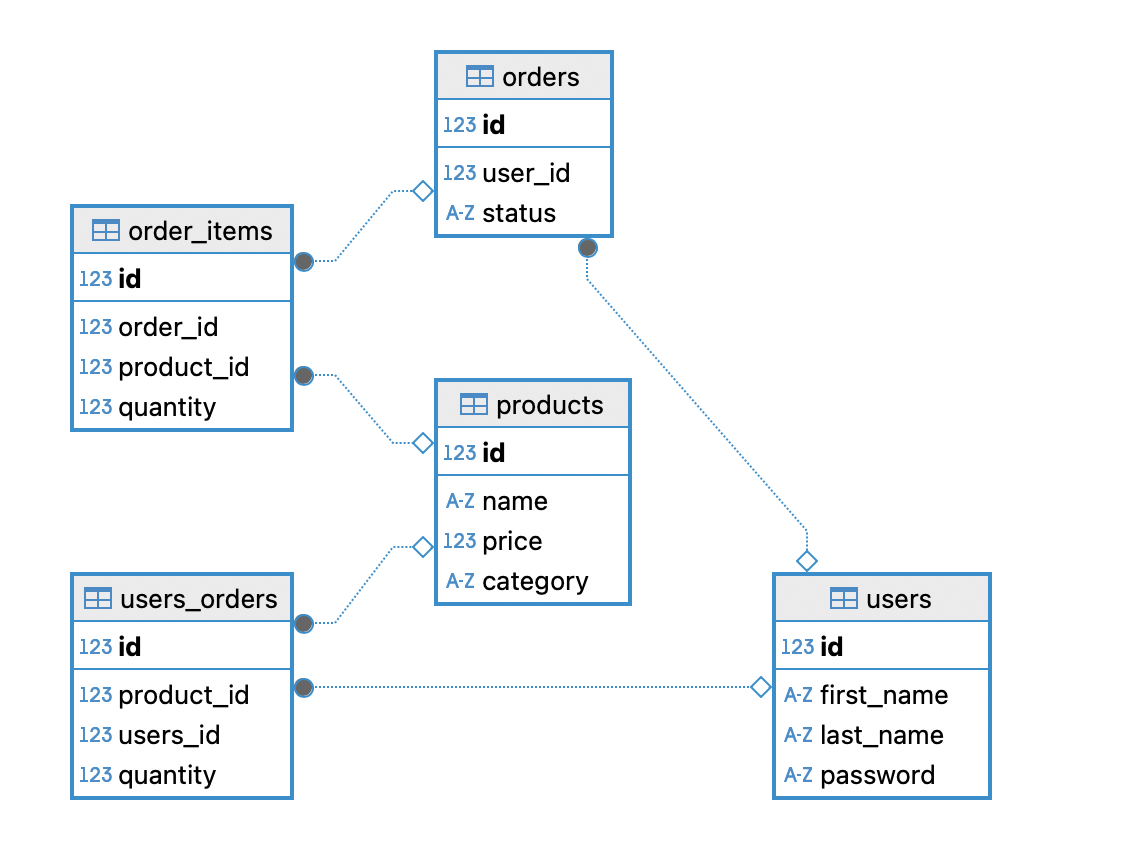 orders
123 id
123 user_id
A-Z status
order_items
123 id
123 order_id
123 product_id
123 quantity
products
123 id
A-Z name
123 price
A-Z category
users_orders
123 id
123 product_id
123 users_id
123 quantity
users
123 id
A-Z first_name
A-Z last_name
A-Z password